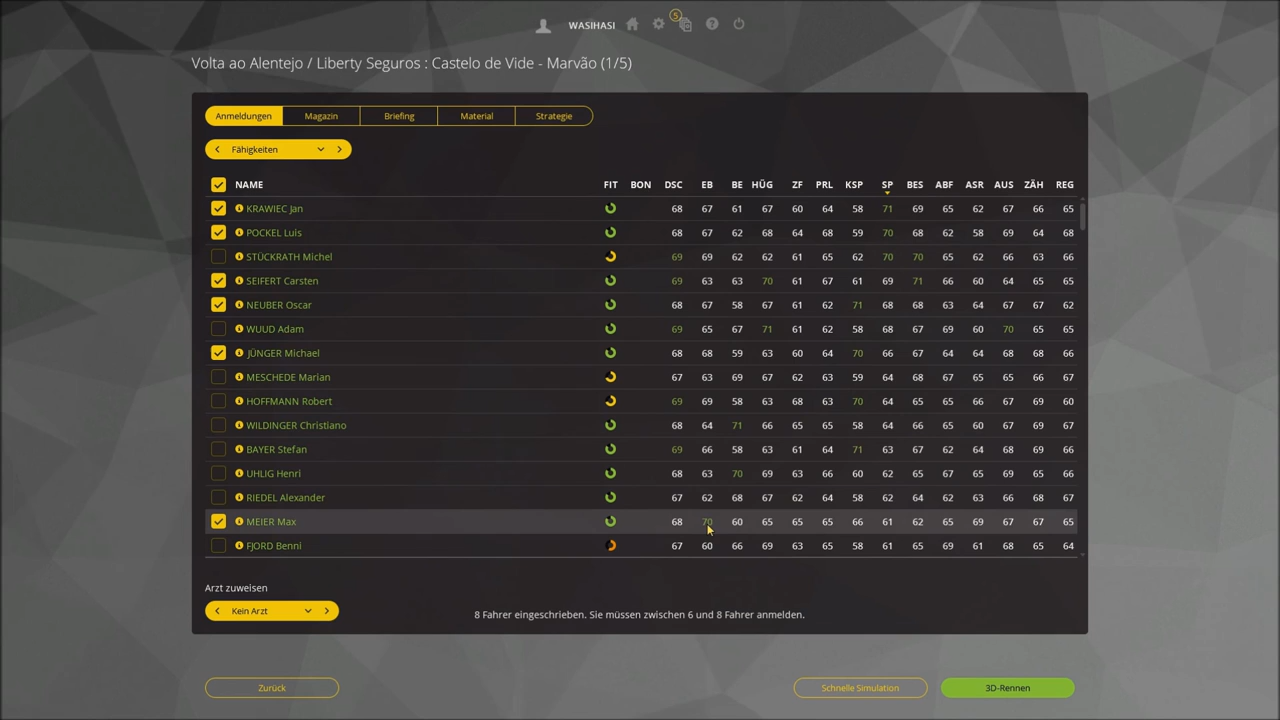 WASIHASI
5
Volta ao Alentejo / Liberty Seguros : Castelo de Vide - Marvão (1/5)
Anmeldungen Magazin Briefing Material Strategie
Fähigkeiten
NAME FIT BON DSC EB BE HÜG ZF PRL KSP SP BES ABF ASR AUS ZÄH REG
KRAWIEC Jan 68 67 61 67 60 64 58 71 69 65 62 67 66 65
POCKEL Luis 68 67 62 68 64 68 59 70 68 62 58 69 64 68
STÜCKRATH Michel 69 69 62 62 61 65 62 70 70 65 62 66 63 66
SEIFERT Carsten 69 63 63 70 61 67 61 69 71 66 60 64 65 65
NEUBER Oscar 68 67 58 67 61 62 71 68 68 63 64 67 67 62
WUUD Adam 69 65 67 71 61 62 58 68 67 69 60 70 65 65
JÜNGER Michael 68 68 59 63 60 64 70 66 67 64 64 68 68 66
MESCHEDE Marian 67 63 69 67 62 63 59 64 68 65 65 66 66 67
HOFFMANN Robert 69 69 58 63 68 63 70 64 65 65 66 67 69 60
WILDINGER Christiano 68 64 71 66 65 65 58 64 66 65 60 67 69 67
BAYER Stefan 69 66 58 63 61 64 71 63 67 62 64 68 69 66
UHLIG Henri 68 63 70 69 63 66 60 62 65 67 65 69 65 66
RIEDEL Alexander 67 62 68 67 62 64 58 62 64 62 63 66 68 67
MEIER Max 68 70 60 65 65 65 66 61 62 65 69 67 67 65
FJORD Benni 67 60 66 69 63 65 58 61 65 69 61 68 65 64
Arzt zuweisen
Kein Arzt
8 Fahrer eingeschrieben. Sie müssen zwischen 6 und 8 Fahrer anmelden.
Zurück Schnelle Simulation 3D-Rennen